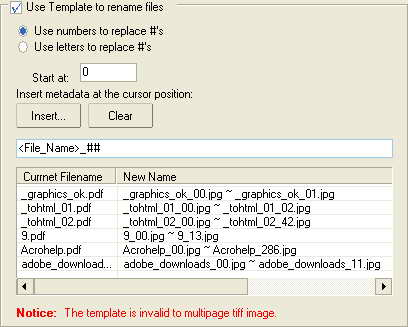 Use Template to rename files
Use numbers to replace #'s
Use letters to replace #'s
Start at: 0
Insert metadata at the cursor position:
Insert... Clear
<File_Name>_##
Currnet Filename New Name
_graphics_ok.pdf _graphics_ok_00.jpg ~ _graphics_ok_01.jpg
_tohtml_01.pdf _tohtml_01_00.jpg ~ _tohtml_01_02.jpg
_tohtml_02.pdf _tohtml_02_00.jpg ~ _tohtml_02_42.jpg
9.pdf 9_00.jpg ~ 9_13.jpg
Acrohelp.pdf Acrohelp_00.jpg ~ Acrohelp_286.jpg
adobe_download... adobe_downloads_00.jpg ~ adobe_downloads_11.jpg
Notice: The template is invalid to multipage tiff image.